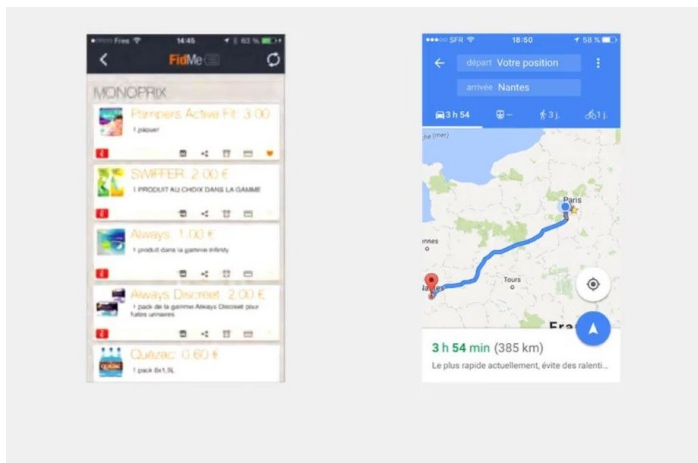 Free 14:45 63 %
FidMe
MONOPRIX
Pampers Active Fit: 3.00
1 paquet
SWIFFER: 2.00 €
1 PRODUIT AU CHOIX DANS LA GAMME
Always: 1.00 €
1 produit dans la gamme Infinity
Always Discreet: 2.00 €
1 pack de la gamme Always Discreet pour
fuites urinaires
Quézac: 0.60 €
1 pack 6x1,5L
SFR 18:50 68 %
départ Votre position
arrivée Nantes
3 h 54 – 3 j. 1 j.
(mer)
Paris
Tours
3 h 54 min (385 km)
Le plus rapide actuellement, évite des ralenti...